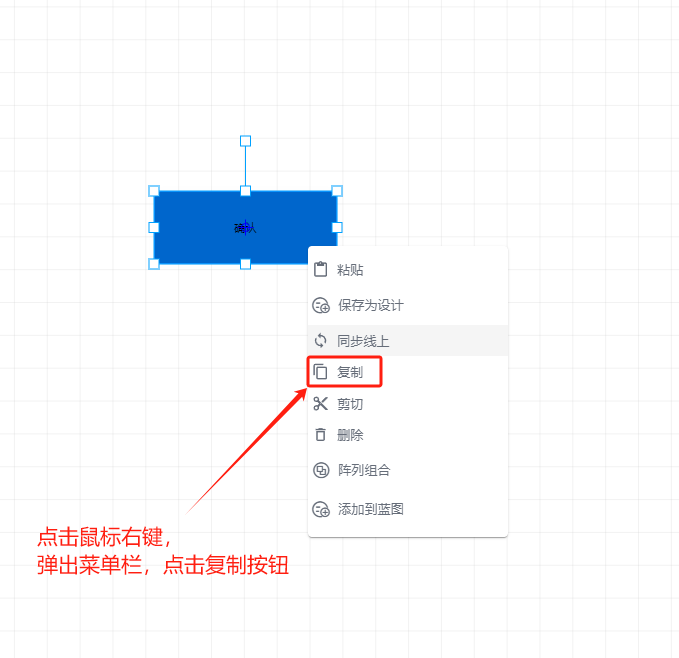 确认
粘贴
保存为设计
同步线上
复制
剪切
删除
阵列组合
添加到蓝图
点击鼠标右键，
弹出菜单栏，点击复制按钮